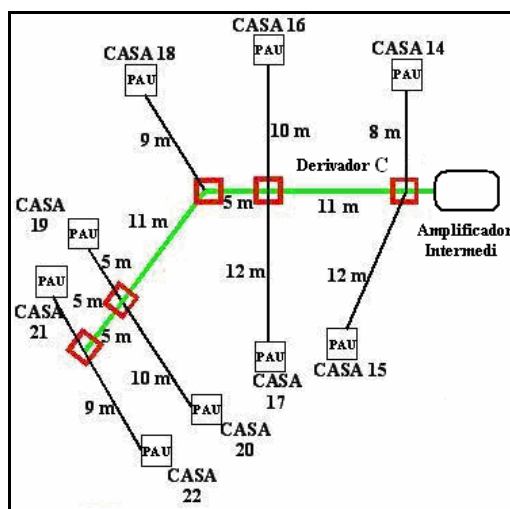 CASA 16
PAU
CASA 18
PAU
CASA 14
PAU
9 m
10 m
8 m
Derivador C
5 m
11 m
Amplificador
Intermedi
CASA
19
PAU
11 m
5 m
12 m
12 m
PAU
CASA
21
5 m
5 m
PAU
CASA 15
PAU
CASA
17
10 m
9 m
PAU
CASA
20
PAU
CASA
22